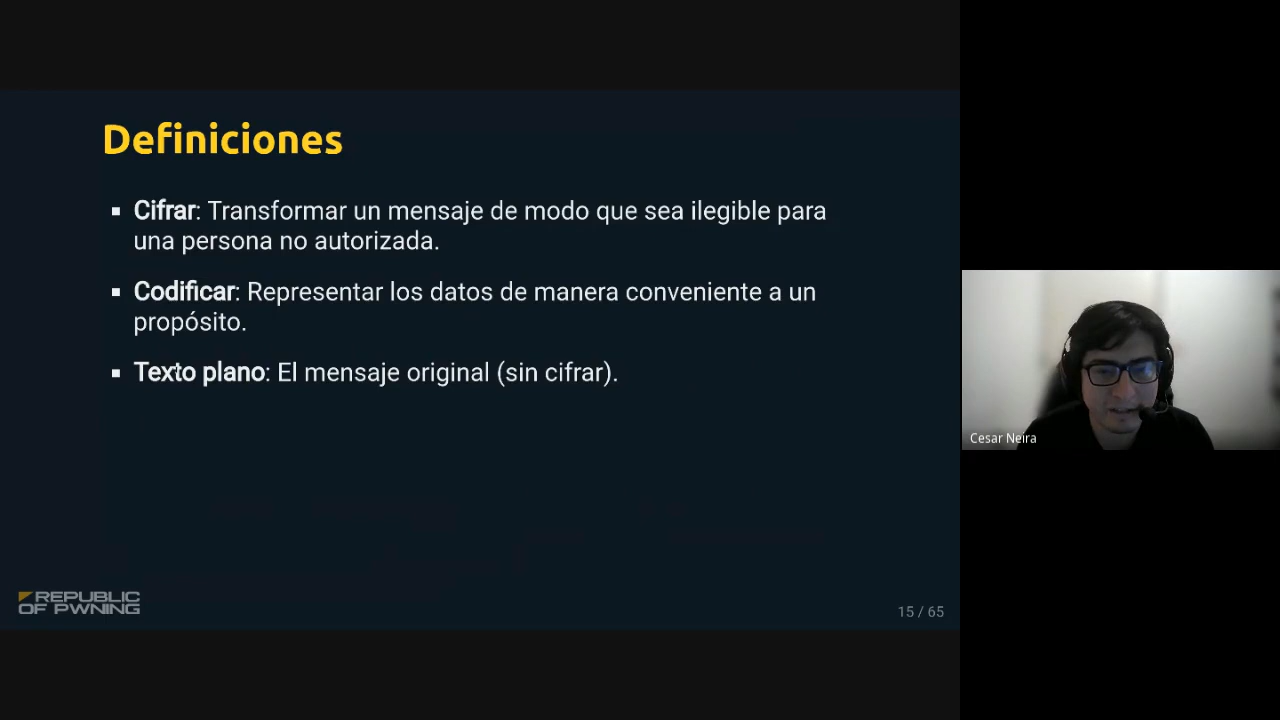 Definiciones
▪ Cifrar: Transformar un mensaje de modo que sea ilegible para
una persona no autorizada.
▪ Codificar: Representar los datos de manera conveniente a un
propósito.
▪ Texto plano: El mensaje original (sin cifrar).
Cesar Neira
REPUBLIC
OF PWNING
15 / 65